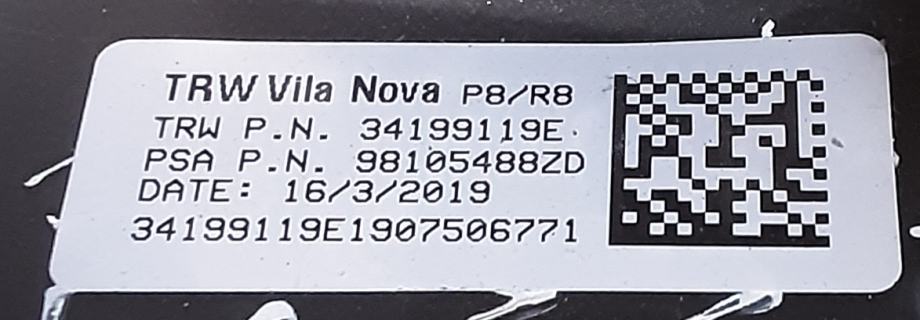 TRW Vila Nova P8/R8
TRW P.N. 34199119E
PSA P.N. 98105488ZD
DATE: 16/3/2019
34199119E1907506771